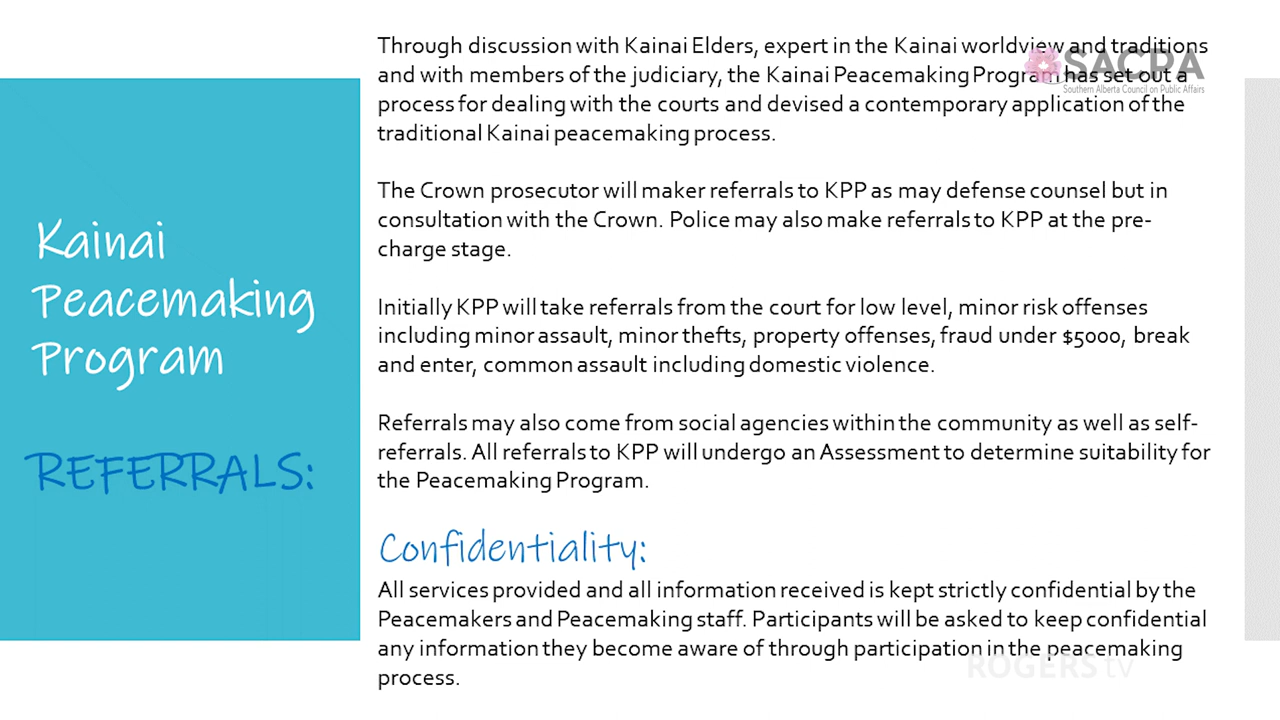 Through discussion with Kainai Elders, expert in the Kainai worldview and traditions
and with members of the judiciary, the Kainai Peacemaking Program has set out a
process for dealing with the courts and devised a contemporary application of the
traditional Kainai peacemaking process.
SACPA
Southern Alberta Council on Public Affairs
The Crown prosecutor will maker referrals to KPP as may defense counsel but in
consultation with the Crown. Police may also make referrals to KPP at the pre-
charge stage.
Kainai
Peacemaking
Program
REFERRALS:
Initially KPP will take referrals from the court for low level, minor risk offenses
including minor assault, minor thefts, property offenses, fraud under $5000, break
and enter, common assault including domestic violence.
Referrals may also come from social agencies within the community as well as self-
referrals. All referrals to KPP will undergo an Assessment to determine suitability for
the Peacemaking Program.
Confidentiality:
All services provided and all information received is kept strictly confidential by the
Peacemakers and Peacemaking staff. Participants will be asked to keep confidential
any information they become aware of through participation in the peacemaking
process.
ROGERS tv